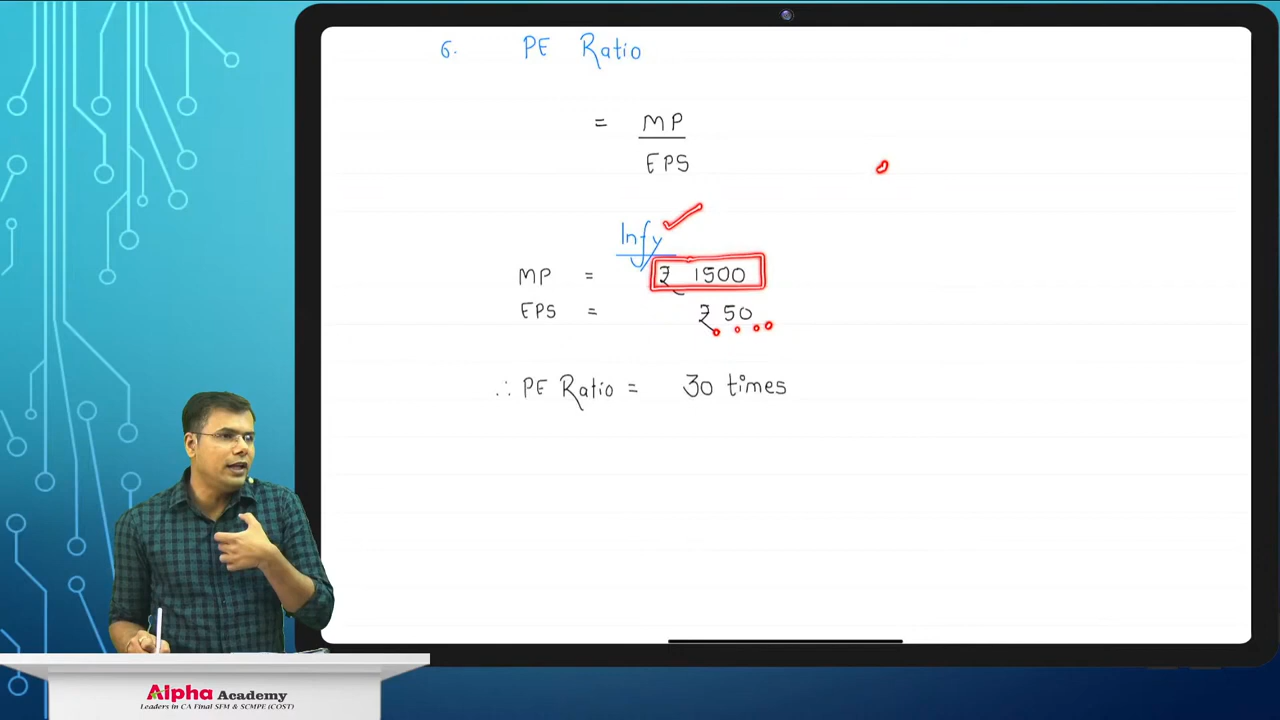 6. PE Ratio
= MP
EPS
Infy
MP = ₹ 1500
EPS = ₹ 50
∴ PE Ratio = 30 times
Alpha Academy
Leaders in CA Final SFM & SCMPE (COST)